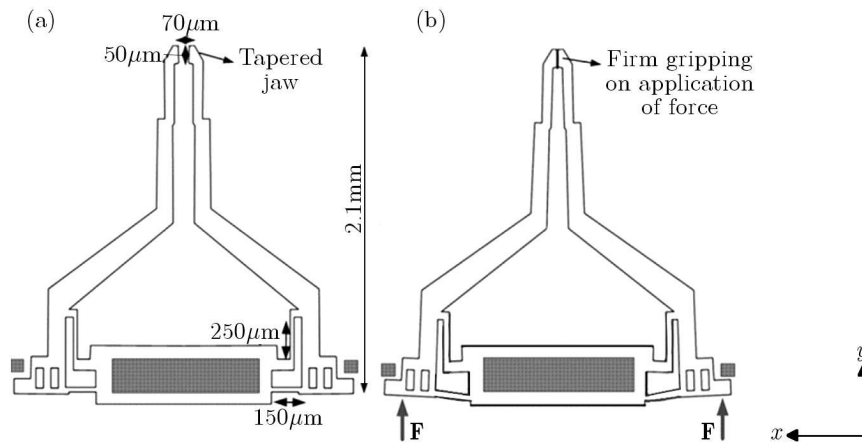 (a)
70μm
50μm
Tapered
jaw
2.1mm
250μm
150μm
(b)
Firm gripping
on application
of force
F
F
y
x